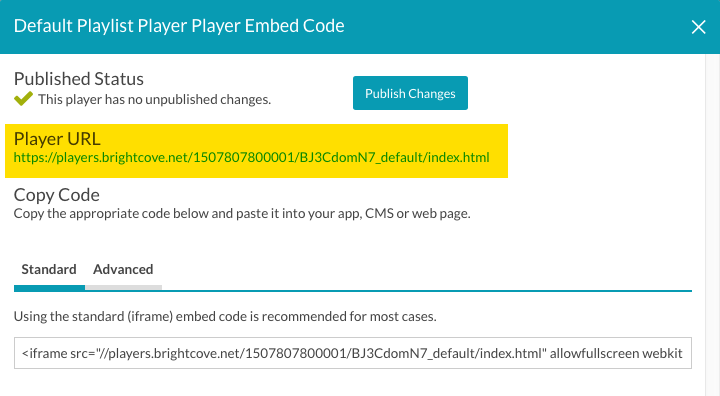 Default Playlist Player Player Embed Code
Published Status
This player has no unpublished changes.
Publish Changes
Player URL
https://players.brightcove.net/1507807800001/BJ3CdomN7_default/index.html
Copy Code
Copy the appropriate code below and paste it into your app, CMS or web page.
Standard Advanced
Using the standard (iframe) embed code is recommended for most cases.
<iframe src="//players.brightcove.net/1507807800001/BJ3CdomN7_default/index.html" allowfullscreen webkit